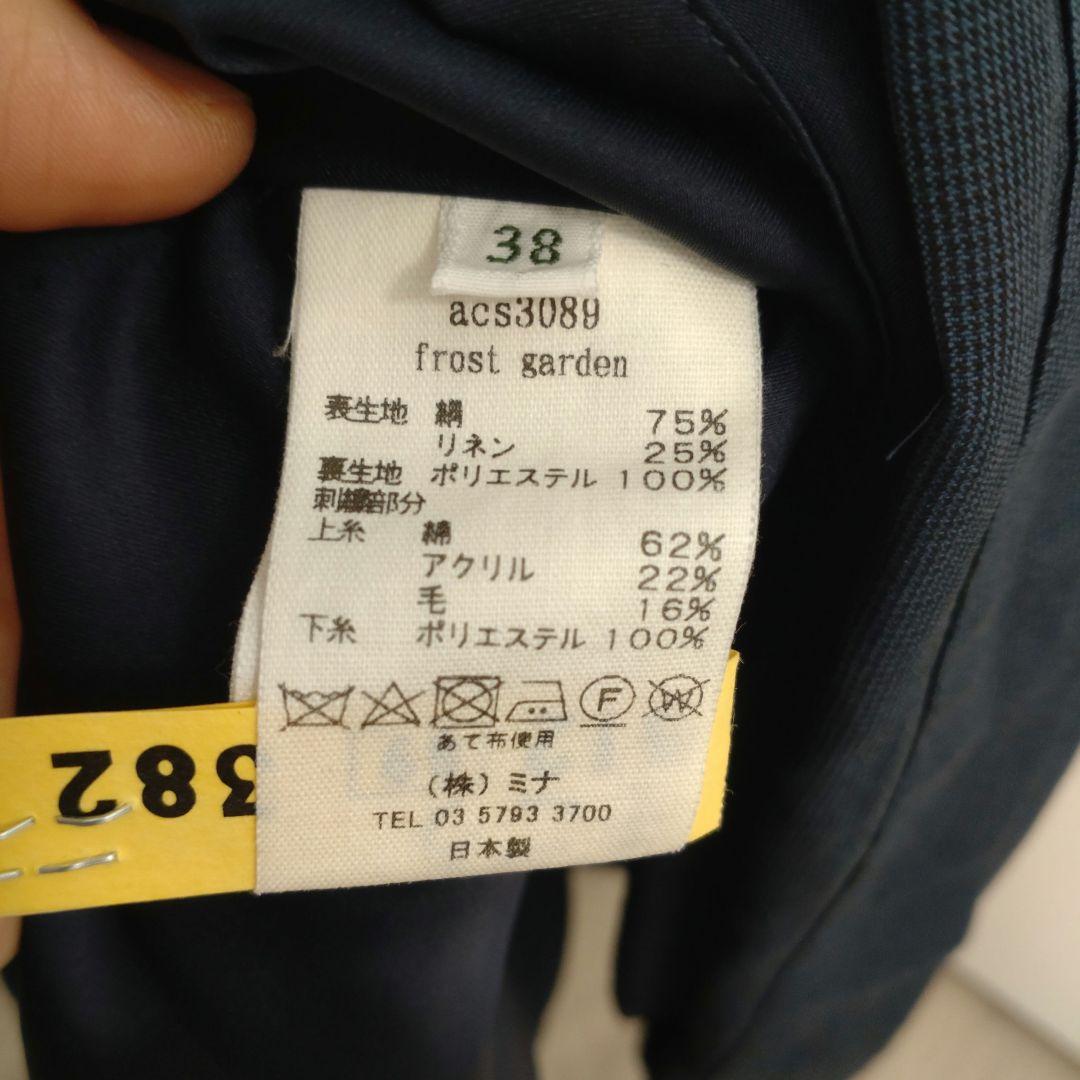 38
acs3089
frost garden
表生地 綿 75%
リネン 25%
裏生地 ポリエステル 100%
刺繍部分
上糸 綿 62%
アクリル 22%
毛 16%
下糸 ポリエステル 100%
F W
あて布使用
(株)ミナ
TEL 03 5793 3700
日本製
382